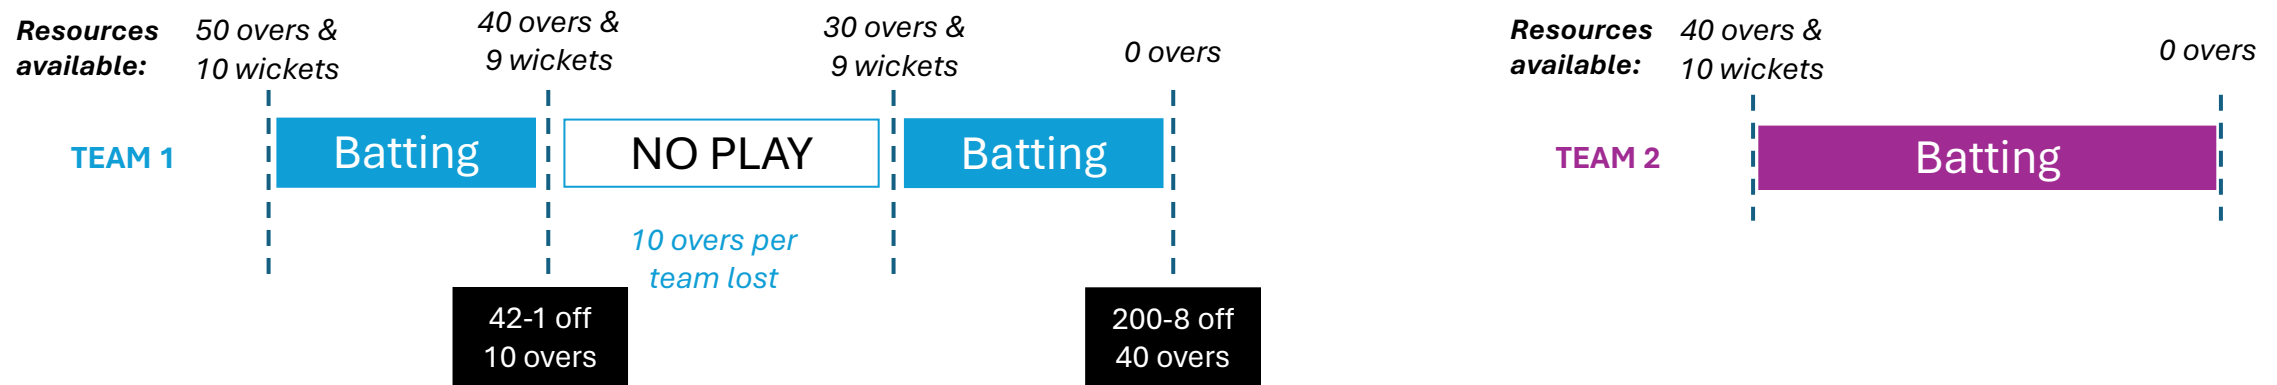 Resources
available:
50 overs &
10 wickets
40 overs &
9 wickets
30 overs &
9 wickets
0 overs
TEAM 1
Batting
NO PLAY
Batting
10 overs per
team lost
42-1 off
10 overs
200-8 off
40 overs
Resources
available:
40 overs &
10 wickets
0 overs
TEAM 2
Batting